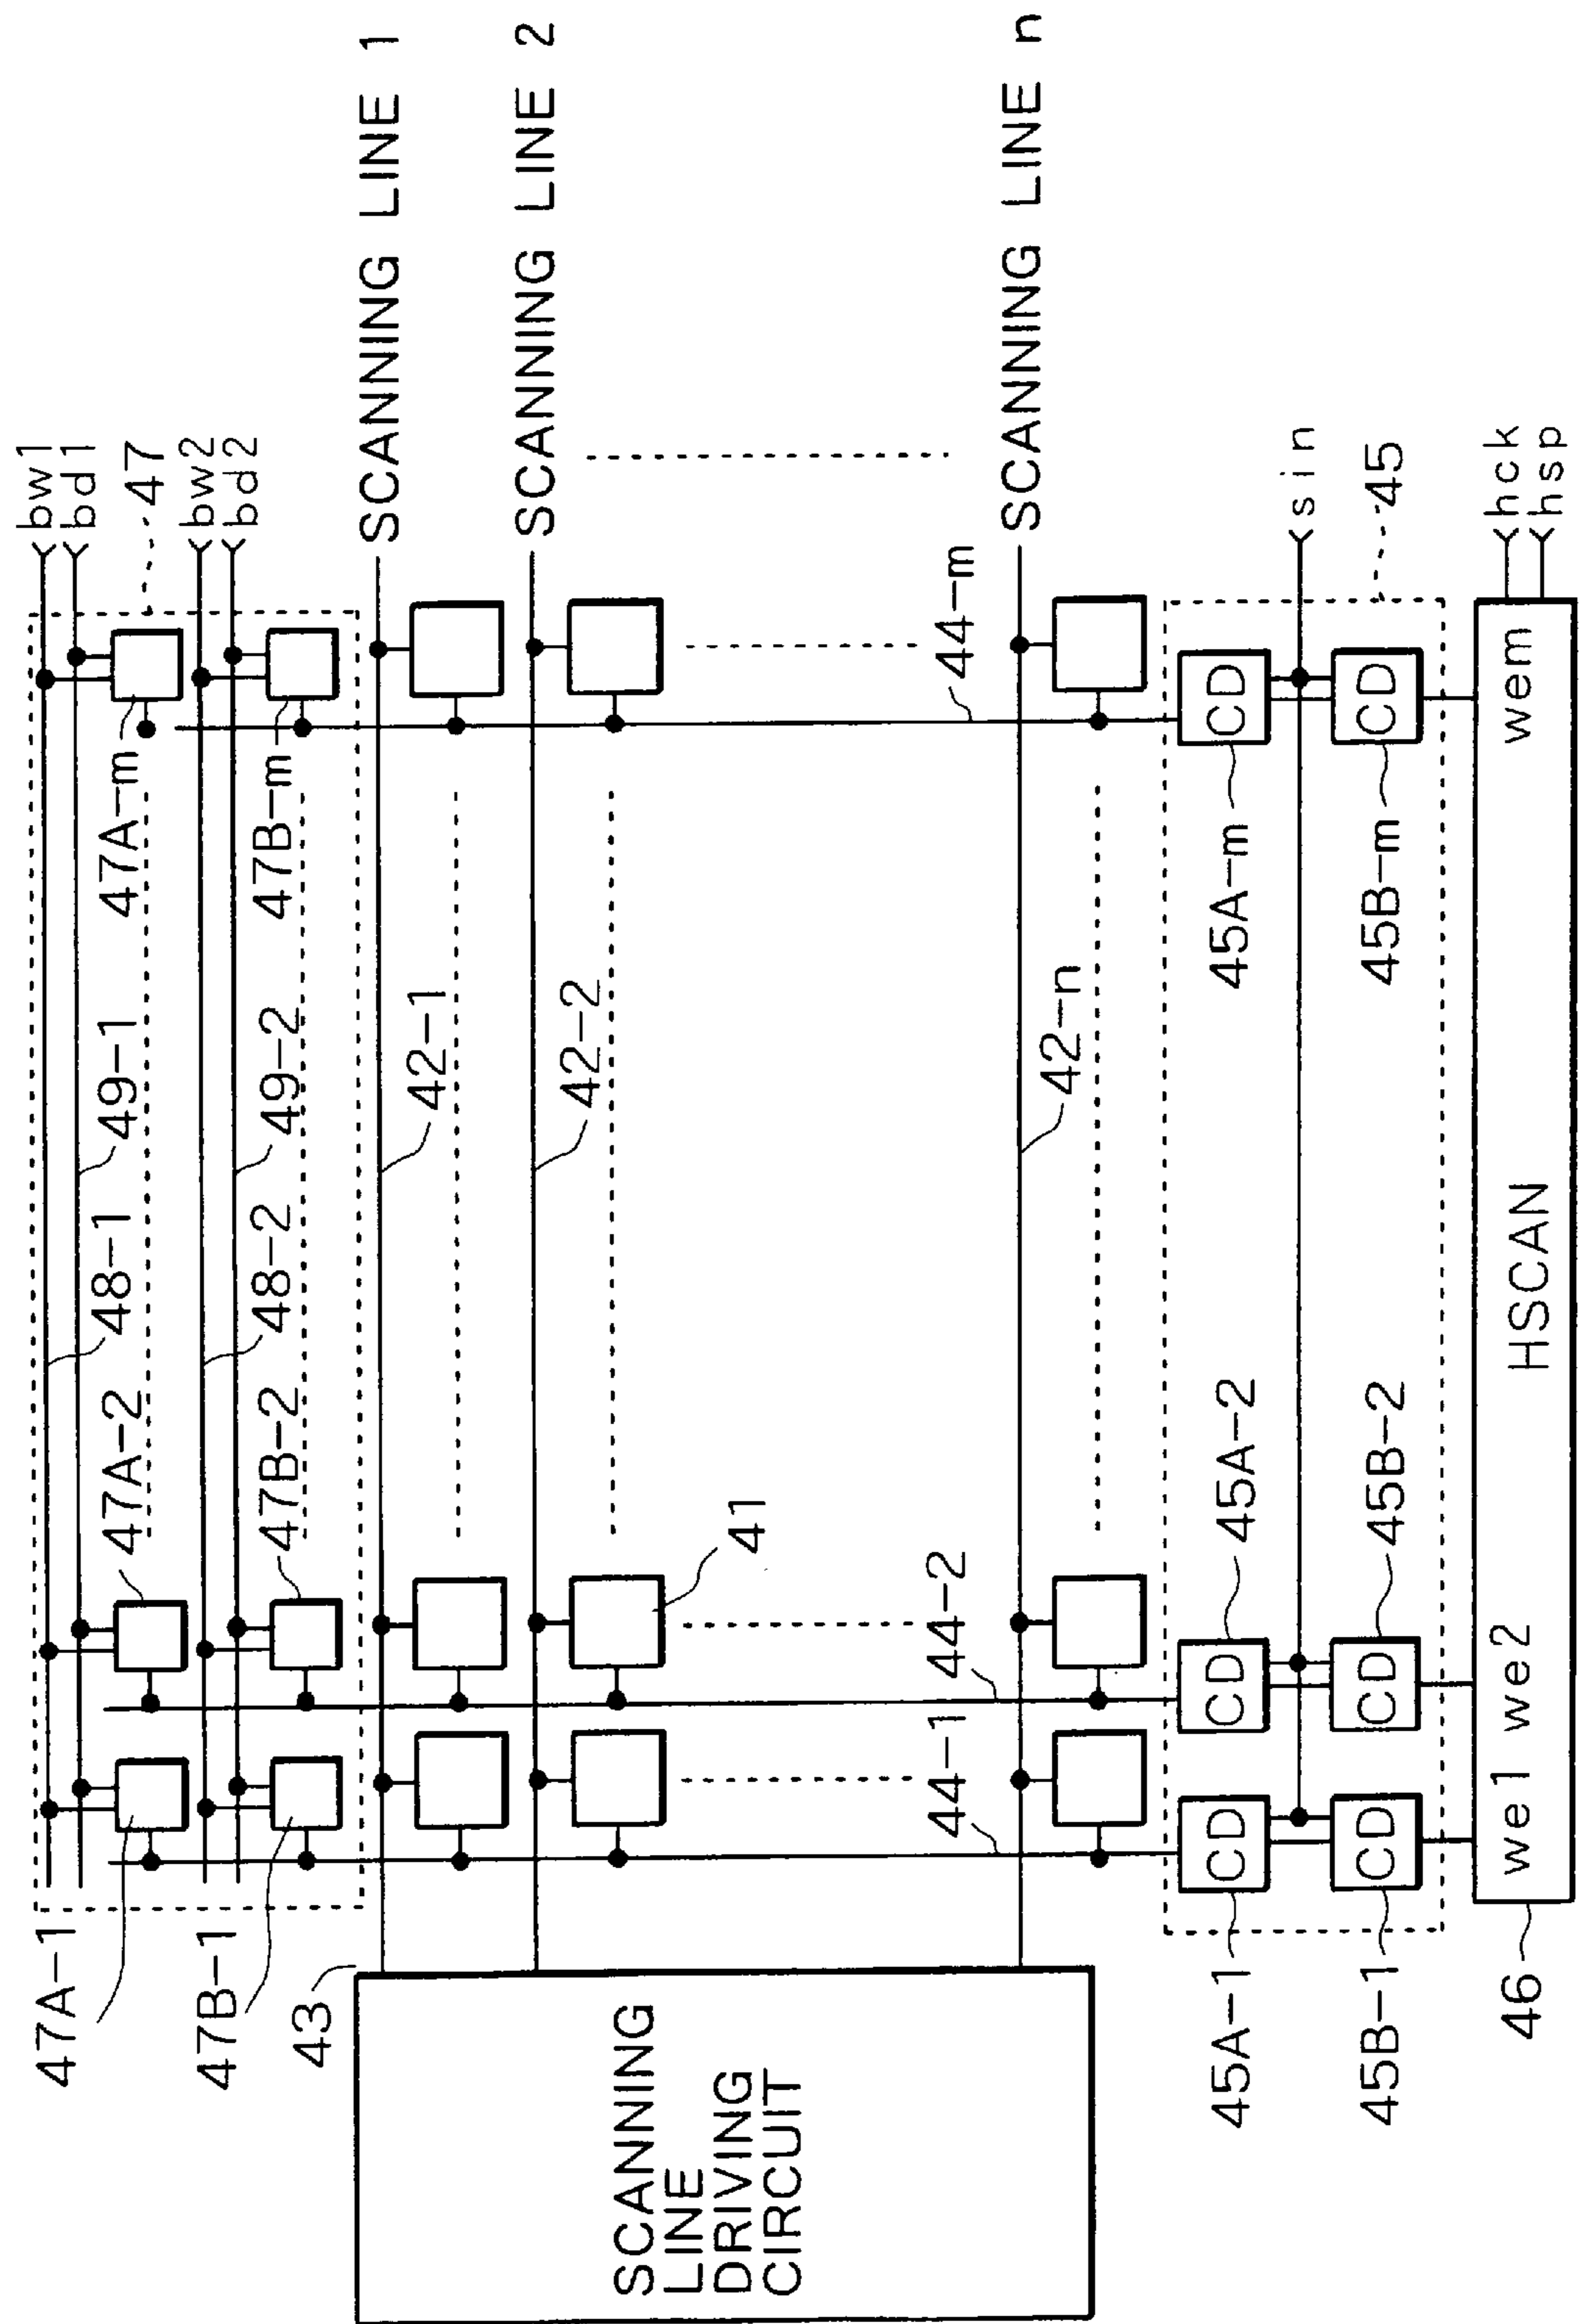 bw1
bd1
47
bw2
bd2
47A-1
47A-2
48-1
49-1
47A-m
47B-1
47B-2
48-2
49-2
47B-m
43
SCANNING
LINE
DRIVING
CIRCUIT
42-1
SCANNING LINE 1
42-2
SCANNING LINE 2
41
42-n
SCANNING LINE n
44-1
44-2
44-m
45A-1
CD
CD
45A-2
45A-m
CD
sin
45B-1
CD
CD
45B-2
45B-m
CD
45
46
we1 we2
HSCAN
wem
hck
hsp